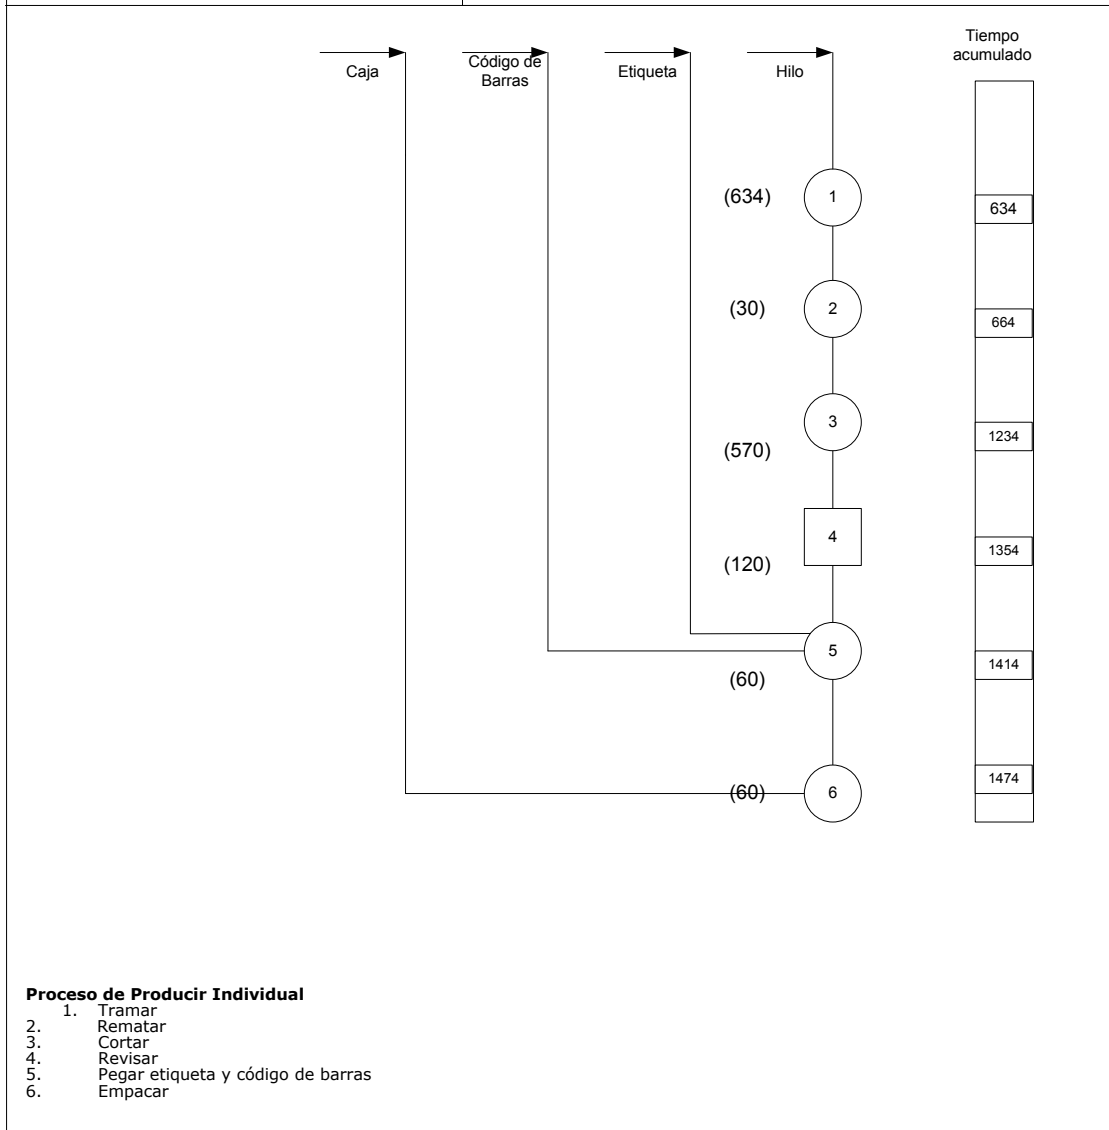 Tiempo
acumulado
Caja
Código de
Barras
Etiqueta
Hilo
(634)
1
634
(30)
2
664
(570)
3
1234
(120)
4
1354
(60)
5
1414
(60)
6
1474
Proceso de Producir Individual
1. Tramar
2. Rematar
3. Cortar
4. Revisar
5. Pegar etiqueta y código de barras
6. Empacar